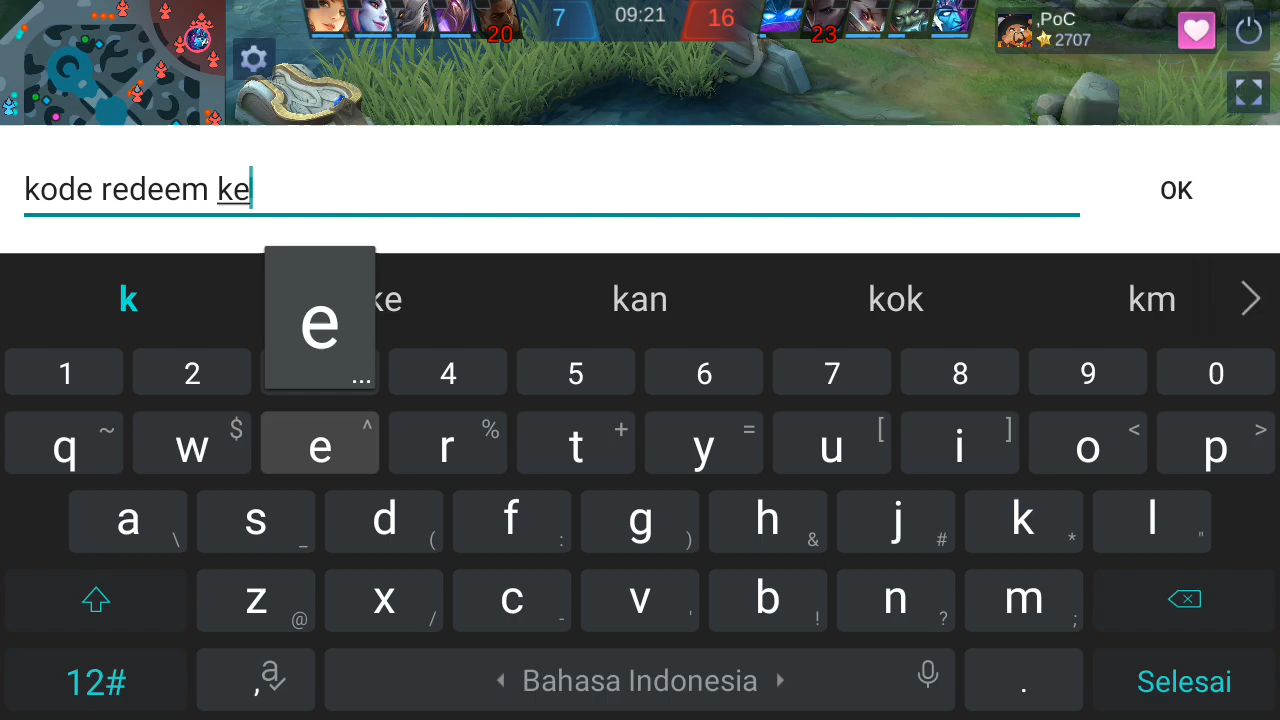 7 09:21 16
20 23
,PoC
2707
kode redeem ke
OK
k ke kan kok km
e
...
1 2 4 5 6 7 8 9 0
q ~ w $ e ^ r % t + y = u [ i ] o < p >
a \ s _ d ( f : g ) h & j # k * l "
z @ x / c - v ' b ! n ? m ;
12# , a Bahasa Indonesia . Selesai